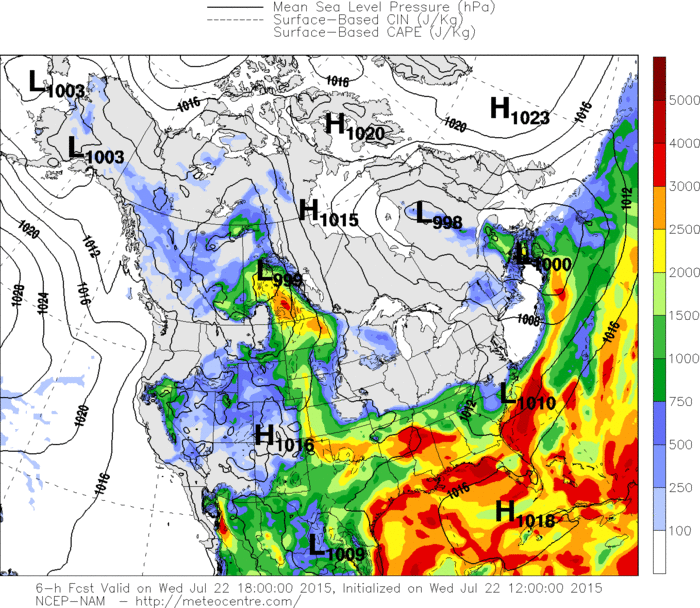 Mean Sea Level Pressure (hPa)
Surface-Based CIN (J/Kg)
Surface-Based CAPE (J/Kg)
L1003
1016
1016
H1023
1016
1020
H1020
L1003
1012
1020
H1015
L998
1012
L1000
L999
1028
1024
1016
1008
1016
1020
L1010
1012
H1016
1016
1016
H1018
L1009
5000
4000
3000
2500
2000
1500
1000
750
500
250
100
6-h Fcst Valid on Wed Jul 22 18:00:00 2015, Initialized on Wed Jul 22 12:00:00 2015
NCEP-NAM – http://meteocentre.com/